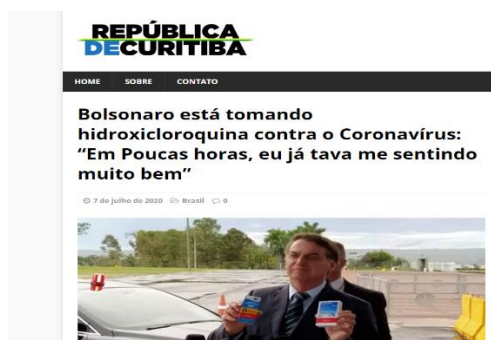 REPÚBLICA
DECURITIBA
HOME SOBRE CONTATO
Bolsonaro está tomando
hidroxicloroquina contra o Coronavírus:
“Em Poucas horas, eu já tava me sentindo
muito bem”
7 de julho de 2020 Brasil 0